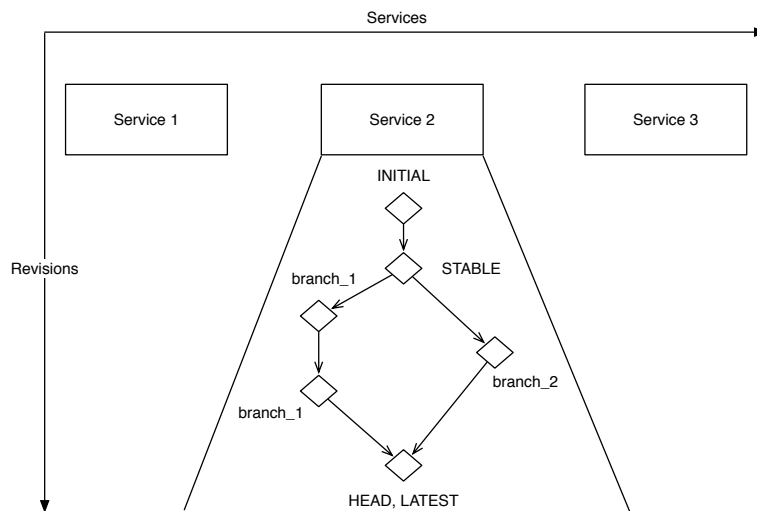 Services
Service 1
Service 2
Service 3
INITIAL
Revisions
STABLE
branch_1
branch_2
branch_1
HEAD, LATEST